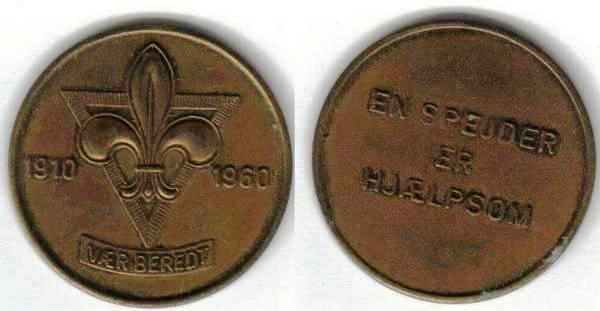 1910 1960
VÆR BEREDT
EN SPEJDER
ER
HJÆLPSOM